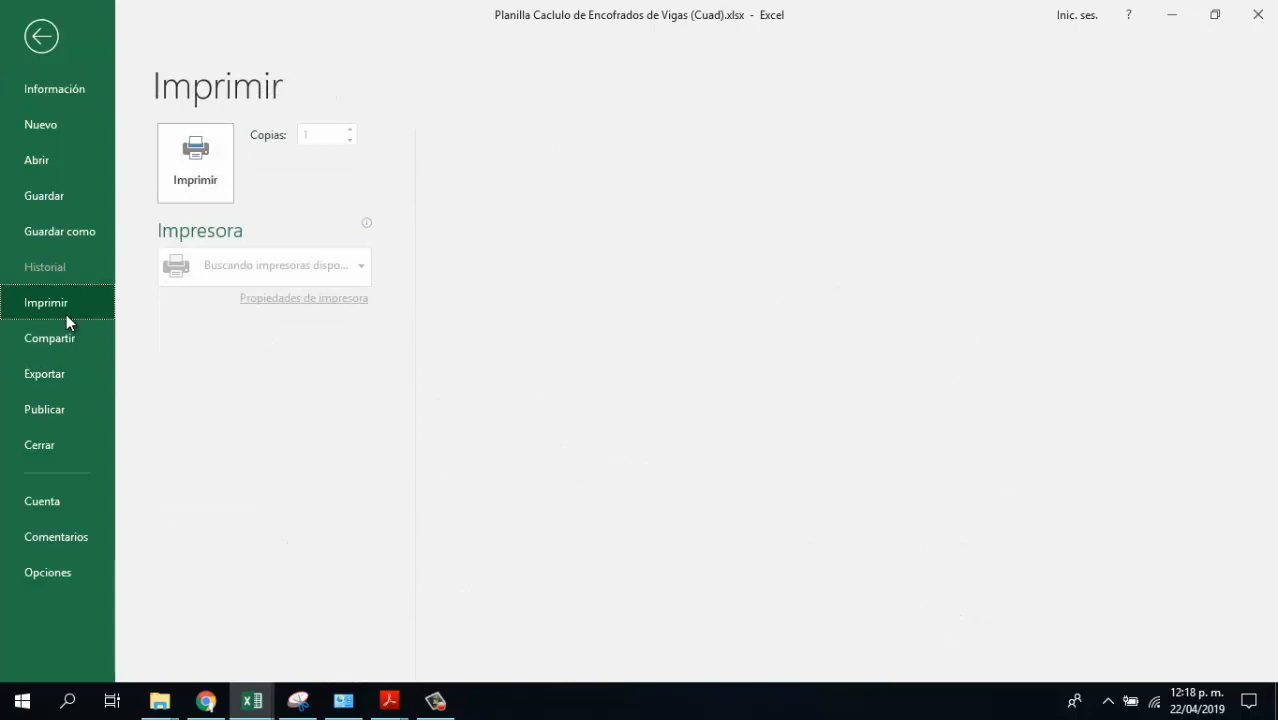 Planilla Caclulo de Encofrados de Vigas (Cuad).xlsx - Excel
Inic. ses.
?
Información
Nuevo
Abrir
Guardar
Guardar como
Historial
Imprimir
Compartir
Exportar
Publicar
Cerrar
Cuenta
Comentarios
Opciones
Imprimir
Imprimir
Copias: 1
Impresora
Buscando impresoras dispo...
Propiedades de impresora
12:18 p. m.
22/04/2019